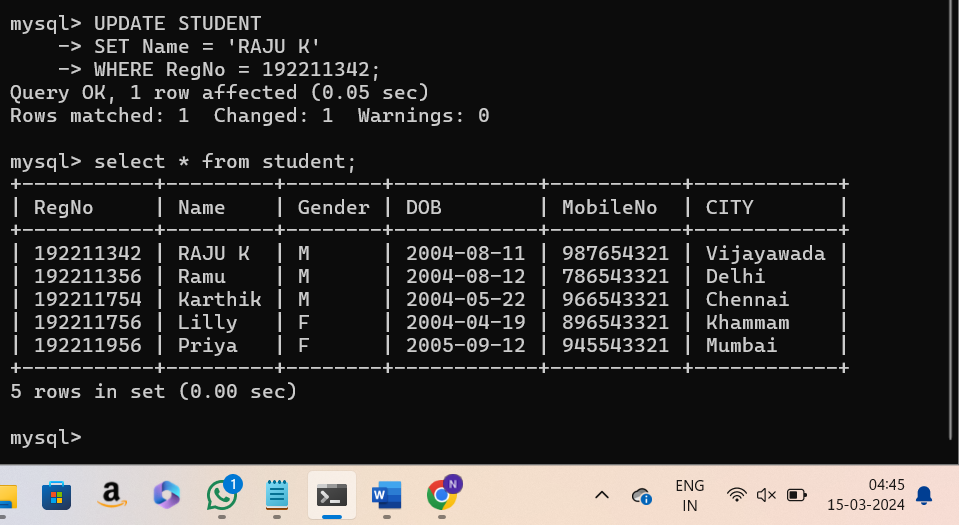 mysql> UPDATE STUDENT
    -> SET Name = 'RAJU K'
    -> WHERE RegNo = 192211342;
Query OK, 1 row affected (0.05 sec)
Rows matched: 1  Changed: 1  Warnings: 0

mysql> select * from student;
+-----------+---------+--------+------------+-----------+------------+
| RegNo     | Name    | Gender | DOB        | MobileNo  | CITY       |
+-----------+---------+--------+------------+-----------+------------+
| 192211342 | RAJU K  | M      | 2004-08-11 | 987654321 | Vijayawada |
| 192211356 | Ramu    | M      | 2004-08-12 | 786543321 | Delhi      |
| 192211754 | Karthik | M      | 2004-05-22 | 966543321 | Chennai    |
| 192211756 | Lilly   | F      | 2004-04-19 | 896543321 | Khammam    |
| 192211956 | Priya   | F      | 2005-09-12 | 945543321 | Mumbai     |
+-----------+---------+--------+------------+-----------+------------+
5 rows in set (0.00 sec)

mysql>
a
1
W
N
ENG
IN
04:45
15-03-2024